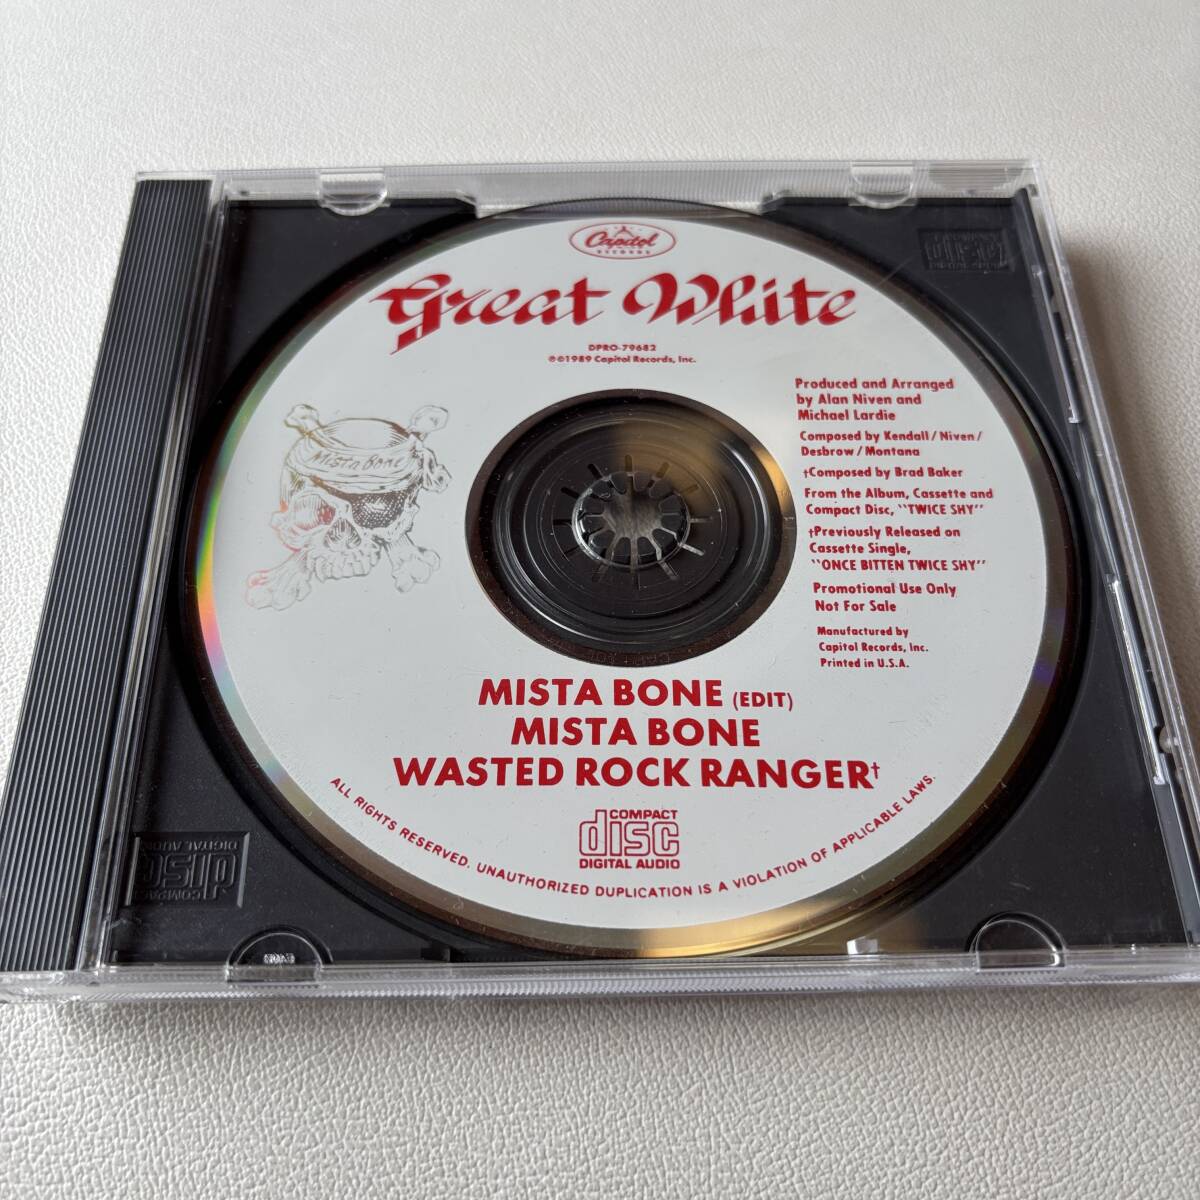 Capitol
RECORDS
Great White
DPRO-79682
℗©1989 Capitol Records, Inc.
Produced and Arranged
by Alan Niven and
Michael Lardie
Composed by Kendall/Niven/
Desbrow/Montana
†Composed by Brad Baker
From the Album, Cassette and
Compact Disc, "TWICE SHY"
†Previously Released on
Cassette Single,
"ONCE BITTEN TWICE SHY"
Promotional Use Only
Not For Sale
Manufactured by
Capitol Records, Inc.
Printed in U.S.A.
Mista Bone
MISTA BONE (EDIT)
MISTA BONE
WASTED ROCK RANGER†
COMPACT
disc
DIGITAL AUDIO
ALL RIGHTS RESERVED. UNAUTHORIZED DUPLICATION IS A VIOLATION OF APPLICABLE LAWS.
COMPACT
disc
DIGITAL AUDIO
COMPACT
disc
DIGITAL AUDIO